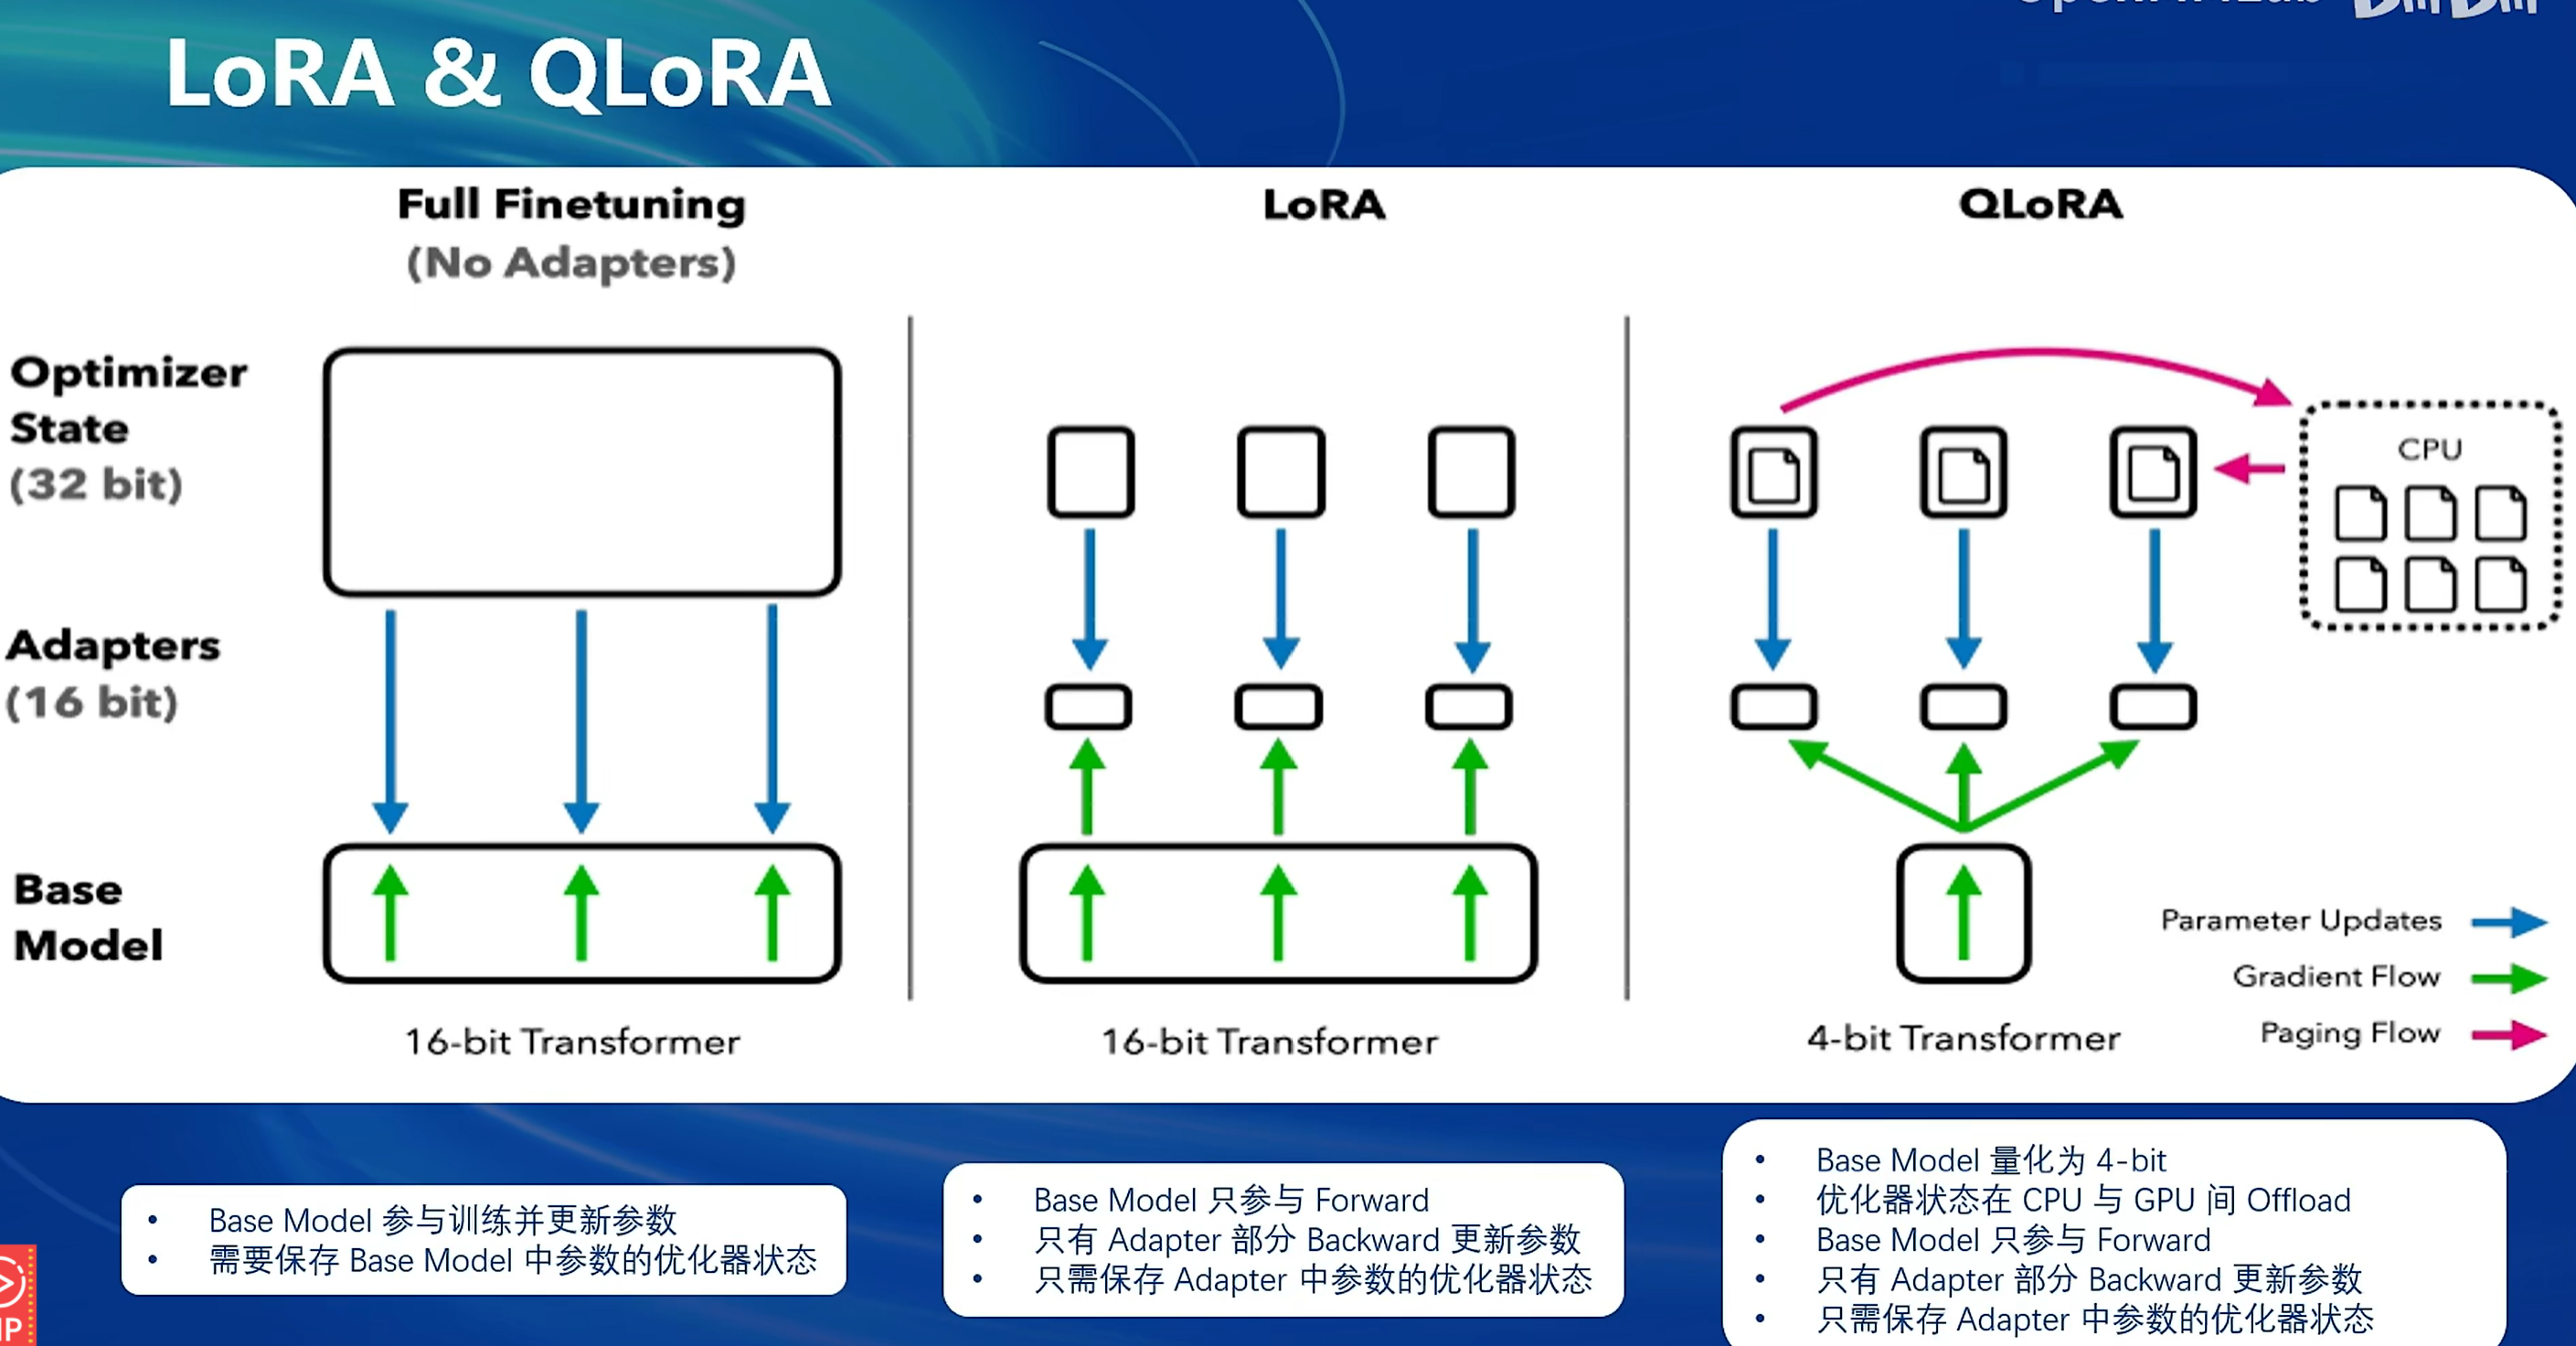 LoRA & QLoRA
Full Finetuning
(No Adapters)
LoRA
QLoRA
Optimizer
State
(32 bit)
CPU
Adapters
(16 bit)
Base
Model
Parameter Updates
Gradient Flow
Paging Flow
16-bit Transformer
16-bit Transformer
4-bit Transformer
• Base Model 参与训练并更新参数
• 需要保存 Base Model 中参数的优化器状态
• Base Model 只参与 Forward
• 只有 Adapter 部分 Backward 更新参数
• 只需保存 Adapter 中参数的优化器状态
• Base Model 量化为 4-bit
• 优化器状态在 CPU 与 GPU 间 Offload
• Base Model 只参与 Forward
• 只有 Adapter 部分 Backward 更新参数
• 只需保存 Adapter 中参数的优化器状态